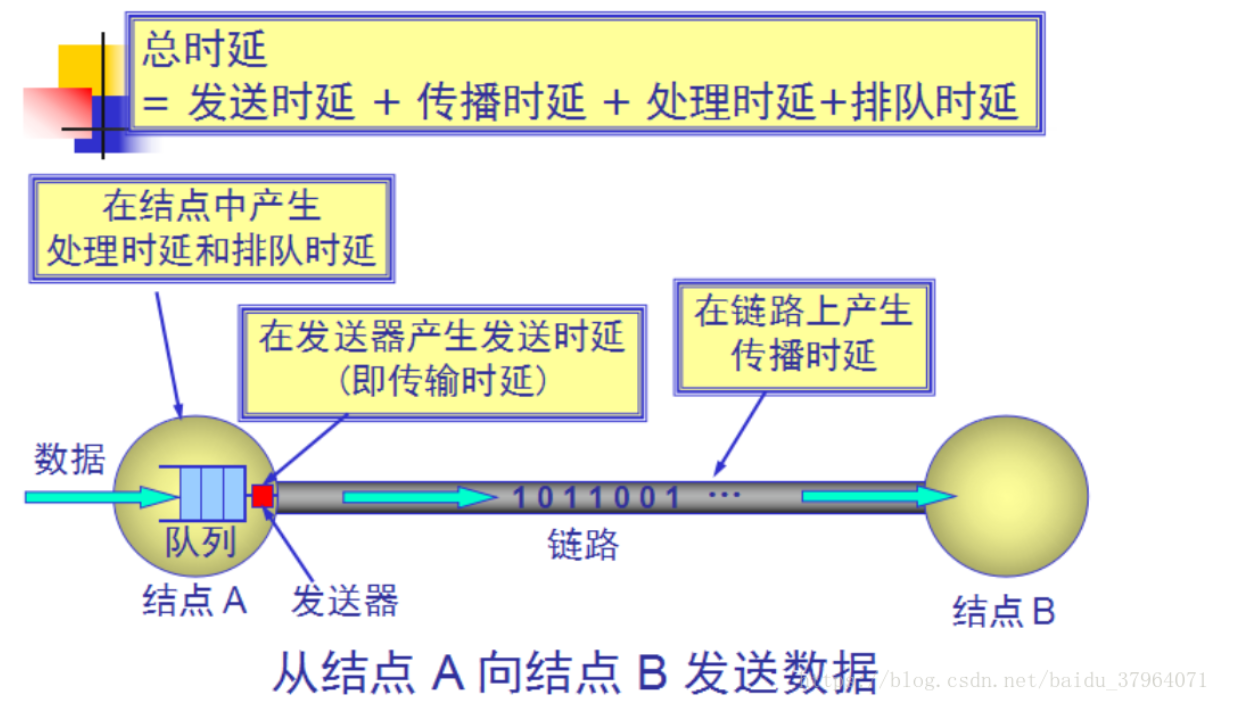 总时延
= 发送时延 + 传播时延 + 处理时延+排队时延
在结点中产生
处理时延和排队时延
在发送器产生发送时延
(即传输时延)
在链路上产生
传播时延
数据
1011001 ···
队列
链路
结点 A
发送器
结点 B
从结点 A 向结点 B 发送数据
https://blog.csdn.net/baidu_37964071